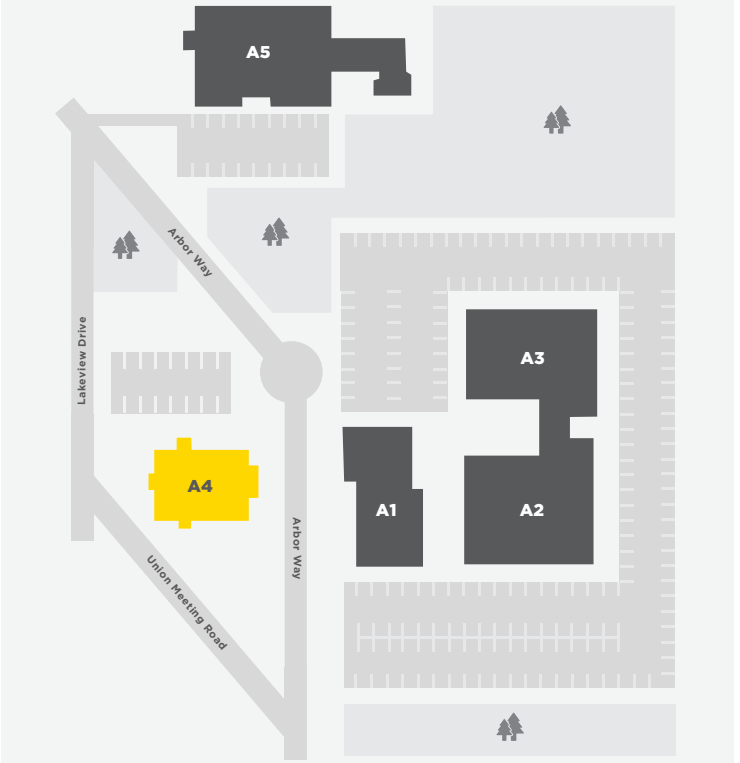 A5
Arbor Way
Lakeview Drive
A3
A4
A1
A2
Arbor Way
Union Meeting Road